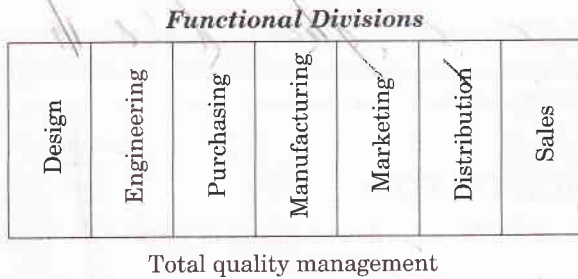 Functional Divisions
Design
Engineering
Purchasing
Manufacturing
Marketing
Distribution
Sales
Total quality management